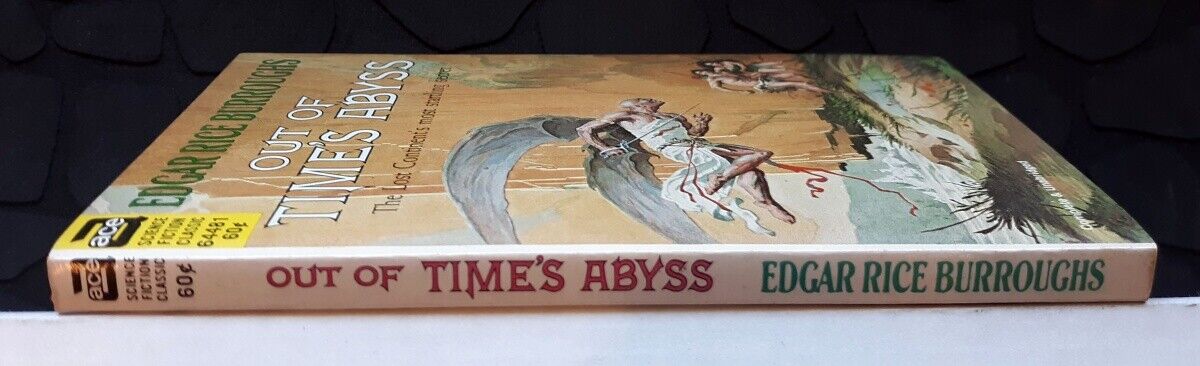 EDGAR RICE BURROUGHS
OUT OF
TIME'S ABYSS
The Lost Continent's most startling secret
ace
SCIENCE
FICTION
CLASSIC
64481
60¢
ace
SCIENCE
FICTION
CLASSIC
60¢
OUT OF TIME'S ABYSS
EDGAR RICE BURROUGHS